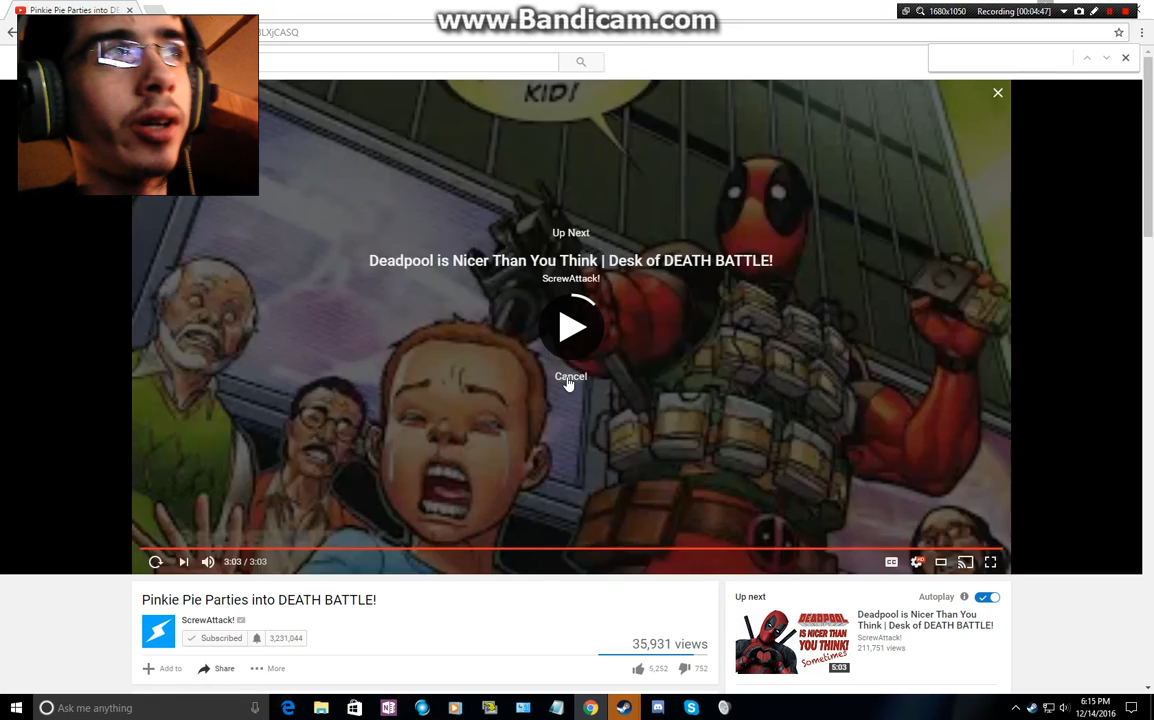 Pinkie Pie Parties into DE
www.Bandicam.com
1680x1050 Recording [00:04:47]
BLXjCASQ
KID!
Up Next
Deadpool is Nicer Than You Think | Desk of DEATH BATTLE!
ScrewAttack!
Cancel
3:03 / 3:03
CC
HD
Pinkie Pie Parties into DEATH BATTLE!
ScrewAttack!
Subscribed 3,231,044
35,931 views
Add to Share More
5,252 752
Up next Autoplay
DEADPOOL
IS NICER THAN
YOU THINK!
Sometimes
5:03
Deadpool is Nicer Than You
Think | Desk of DEATH BATTLE!
ScrewAttack!
211,751 views
Ask me anything
6:15 PM
12/14/2016